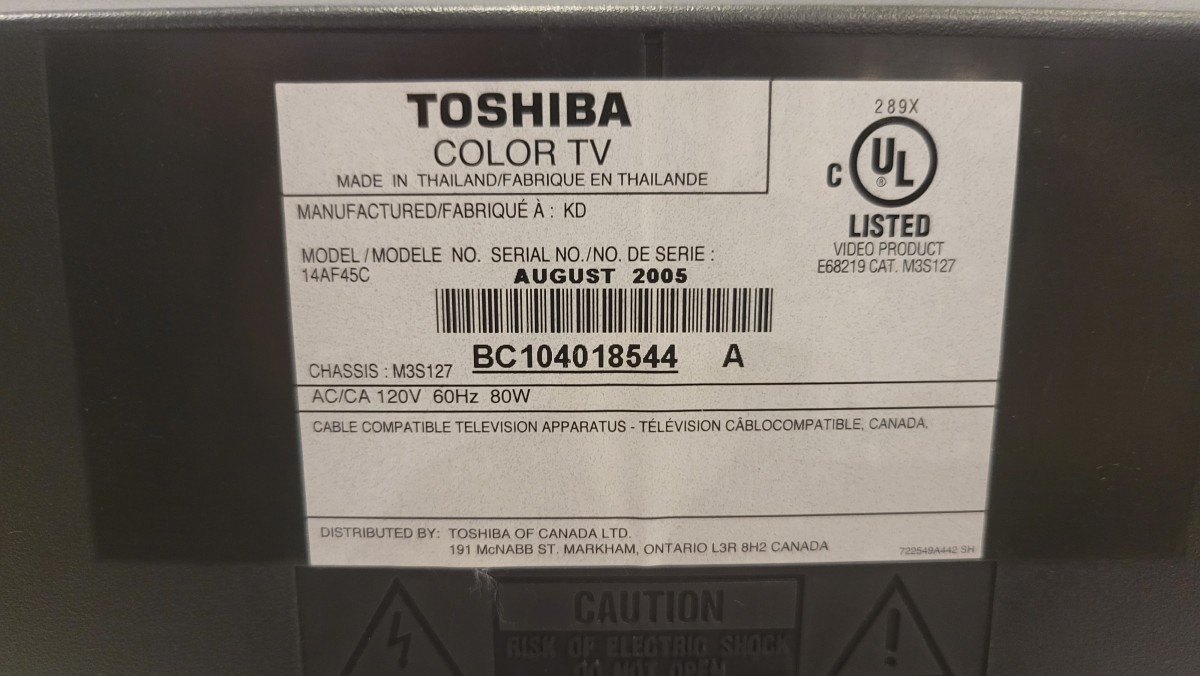 TOSHIBA
COLOR TV
MADE IN THAILAND/FABRIQUE EN THAILANDE
289X
C UL ®
LISTED
VIDEO PRODUCT
E68219 CAT. M3S127
MANUFACTURED/FABRIQUÉ À : KD
MODEL/MODELE NO. SERIAL NO./NO. DE SERIE :
14AF45C AUGUST 2005
CHASSIS : M3S127 BC104018544 A
AC/CA 120V 60Hz 80W
CABLE COMPATIBLE TELEVISION APPARATUS - TÉLÉVISION CÂBLOCOMPATIBLE, CANADA.
DISTRIBUTED BY: TOSHIBA OF CANADA LTD.
191 McNABB ST. MARKHAM, ONTARIO L3R 8H2 CANADA
722549A442 SH
CAUTION
RISK OF ELECTRIC SHOCK
DO NOT OPEN